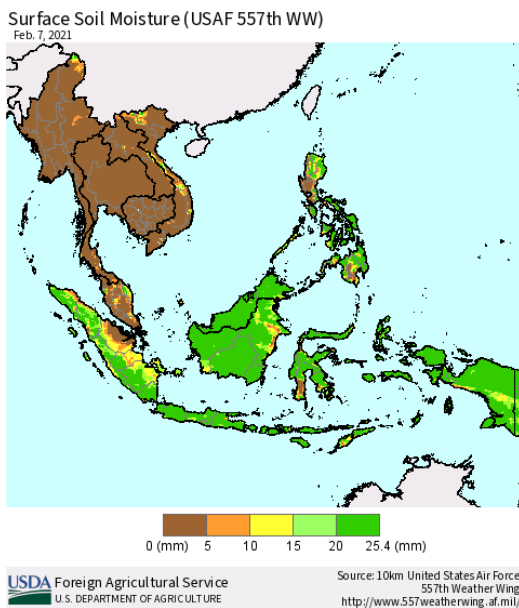 Surface Soil Moisture (USAF 557th WW)
Feb. 7, 2021
0 (mm) 5 10 15 20 25.4 (mm)
USDA Foreign Agricultural Service
U.S. DEPARTMENT OF AGRICULTURE
Source: 10km United States Air Force
557th Weather Wing
http://www.557weatherwing.af.mil/